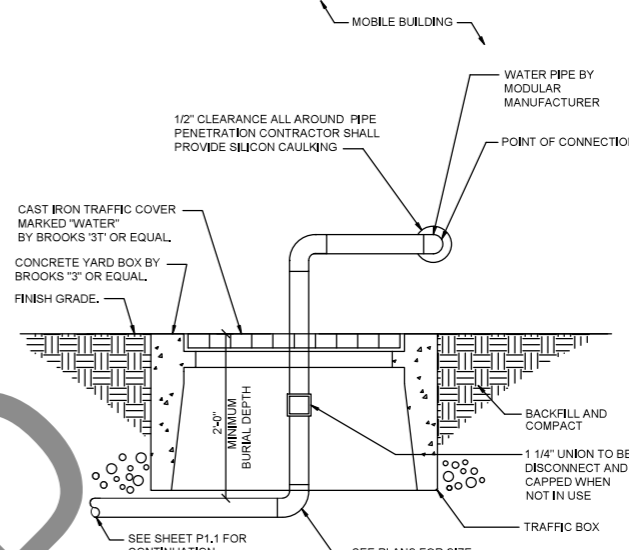 MOBILE BUILDING
WATER PIPE BY
MODULAR
MANUFACTURER
1/2" CLEARANCE ALL AROUND PIPE
PENETRATION CONTRACTOR SHALL
PROVIDE SILICON CAULKING
POINT OF CONNECTION
CAST IRON TRAFFIC COVER
MARKED "WATER"
BY BROOKS '3T' OR EQUAL.
CONCRETE YARD BOX BY
BROOKS "3" OR EQUAL.
FINISH GRADE.
2'-0"
MINIMUM
BURIAL DEPTH
BACKFILL AND
COMPACT
1 1/4" UNION TO BE
DISCONNECT AND
CAPPED WHEN
NOT IN USE
TRAFFIC BOX
SEE SHEET P1.1 FOR
CONTINUATION
SEE PLANS FOR SIZE